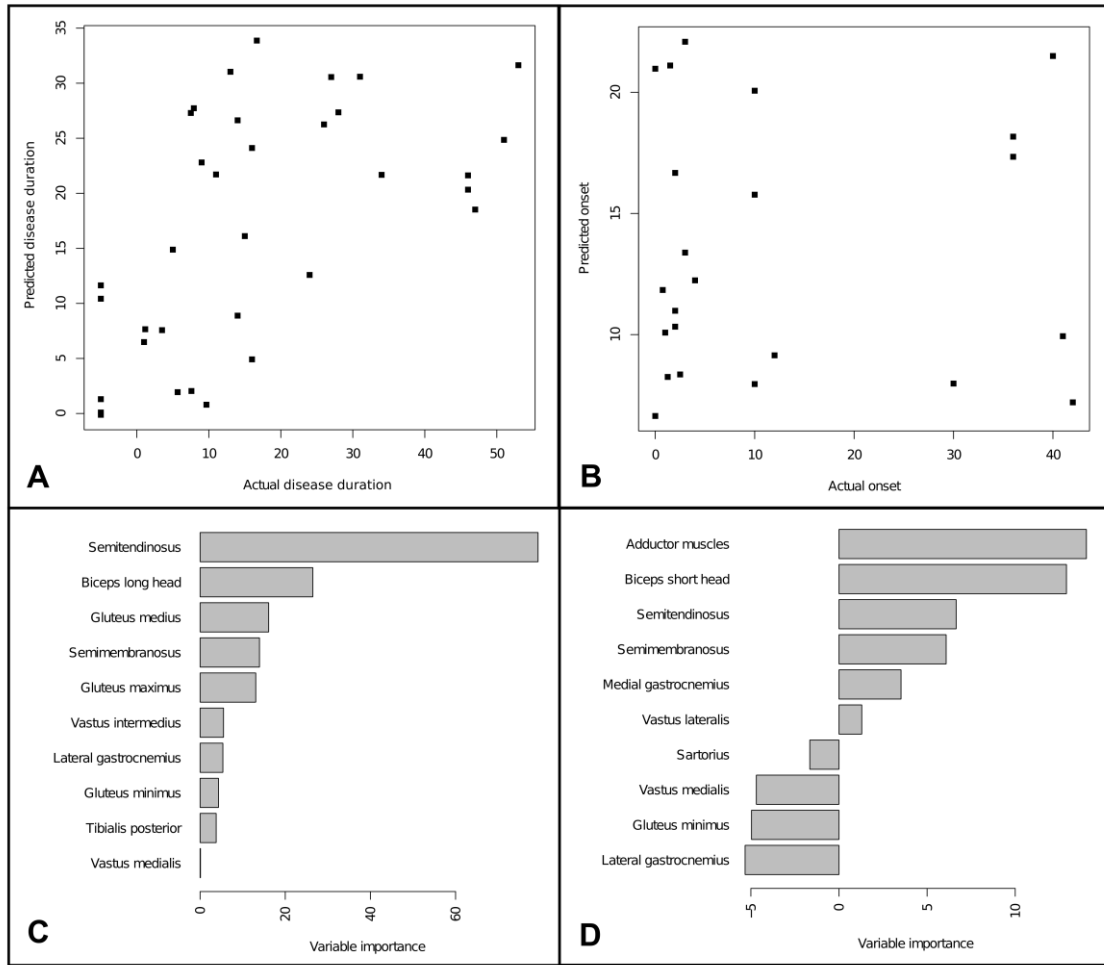 35
30
25
20
15
10
5
0
Predicted disease duration
0 10 20 30 40 50
Actual disease duration
A
20
15
10
Predicted onset
0 10 20 30 40
Actual onset
B
Semitendinosus
Biceps long head
Gluteus medius
Semimembranosus
Gluteus maximus
Vastus intermedius
Lateral gastrocnemius
Gluteus minimus
Tibialis posterior
Vastus medialis
0 20 40 60
Variable importance
C
Adductor muscles
Biceps short head
Semitendinosus
Semimembranosus
Medial gastrocnemius
Vastus lateralis
Sartorius
Vastus medialis
Gluteus minimus
Lateral gastrocnemius
-5 0 5 10
Variable importance
D